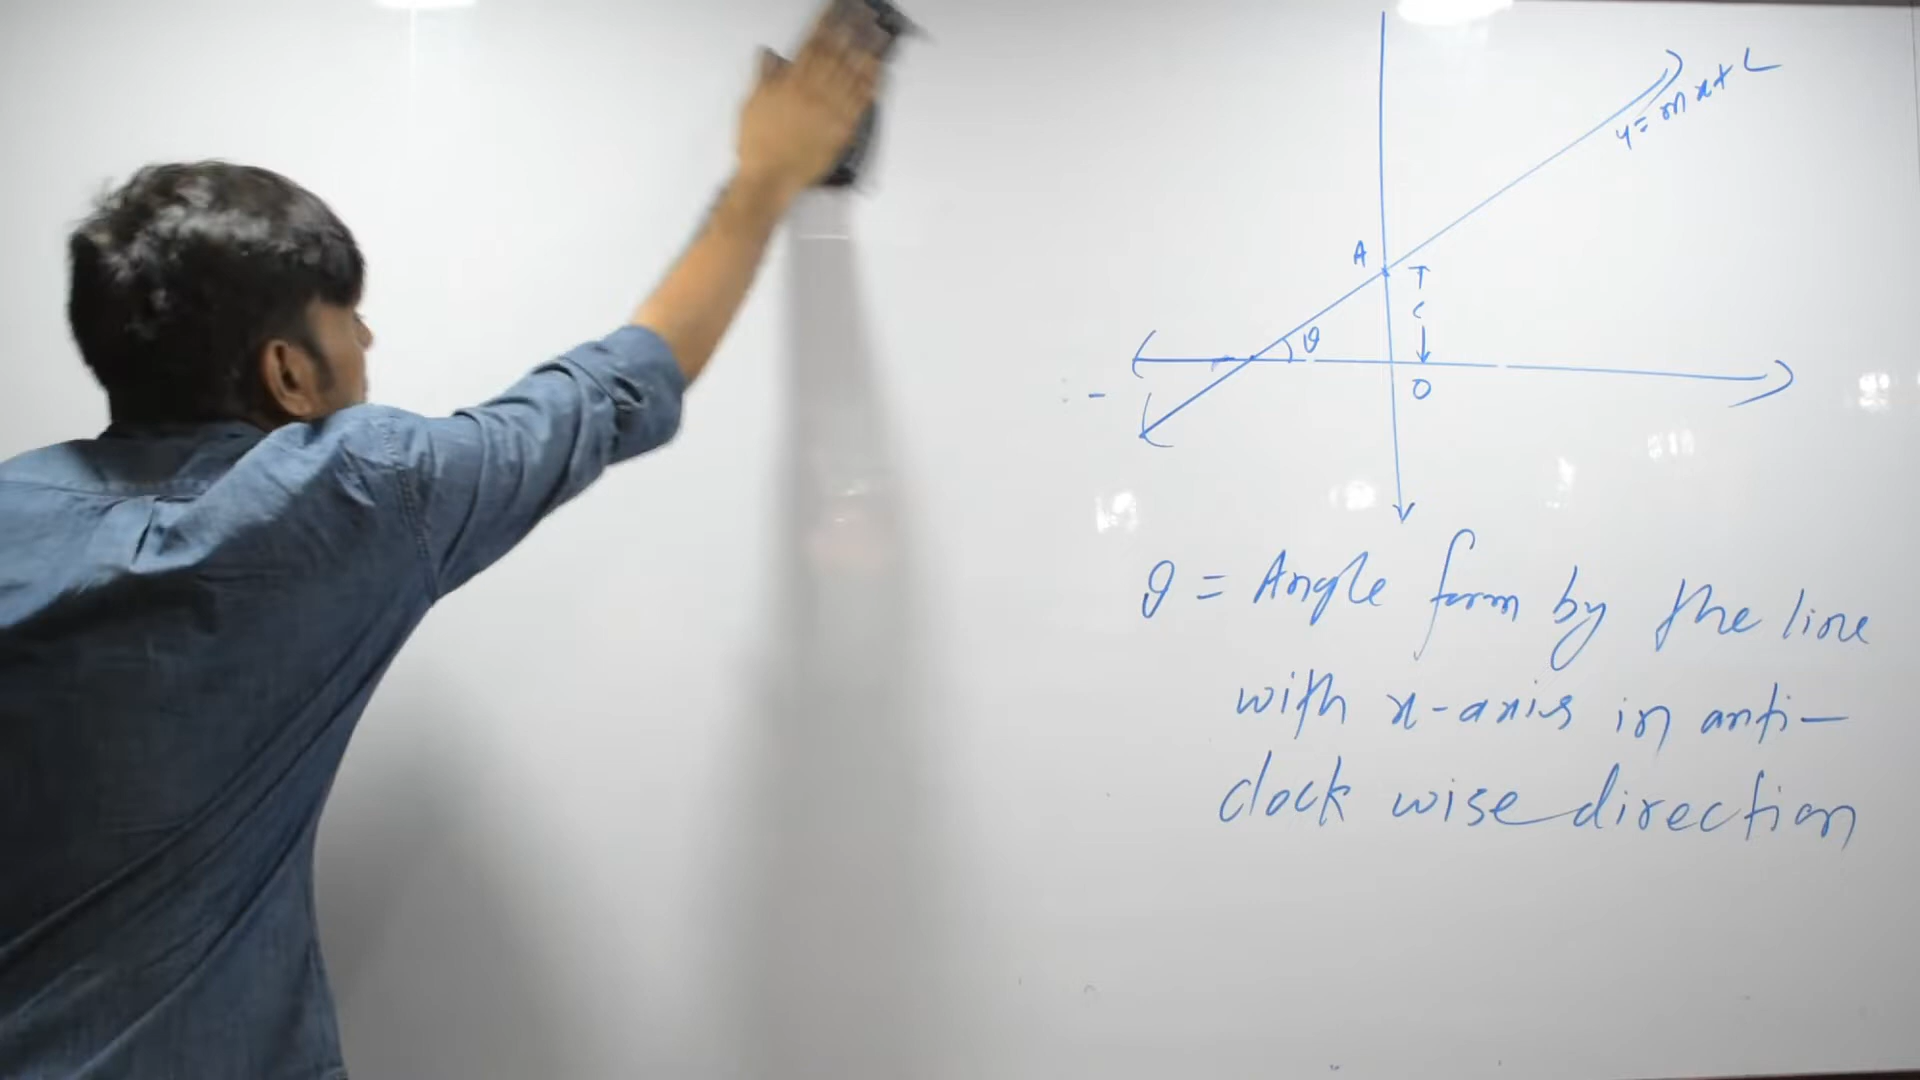 y = mx + C
A
C
θ
O
θ = Angle form by the line
with x-axis in anti-
clock wise direction